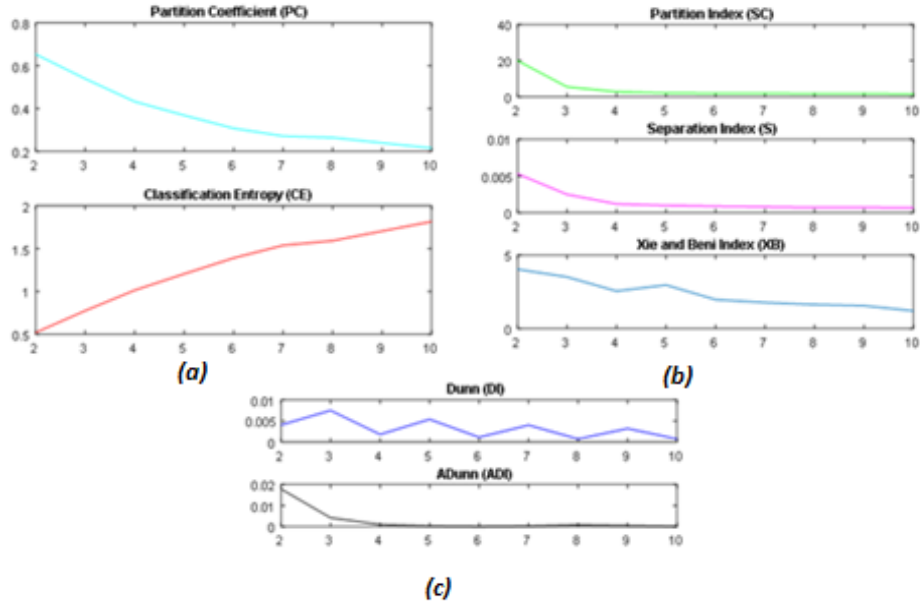 Partition Coefficient (PC)
0.8
0.6
0.4
0.2
2 3 4 5 6 7 8 9 10
Classification Entropy (CE)
2
1.5
1
0.5
2 3 4 5 6 7 8 9 10
(a)
Partition Index (SC)
40
20
0
2 3 4 5 6 7 8 9 10
Separation Index (S)
0.01
0.005
0
2 3 4 5 6 7 8 9 10
Xie and Beni Index (XB)
5
0
2 3 4 5 6 7 8 9 10
(b)
Dunn (DI)
0.01
0.005
0
2 3 4 5 6 7 8 9 10
ADunn (ADI)
0.02
0.01
0
2 3 4 5 6 7 8 9 10
(c)